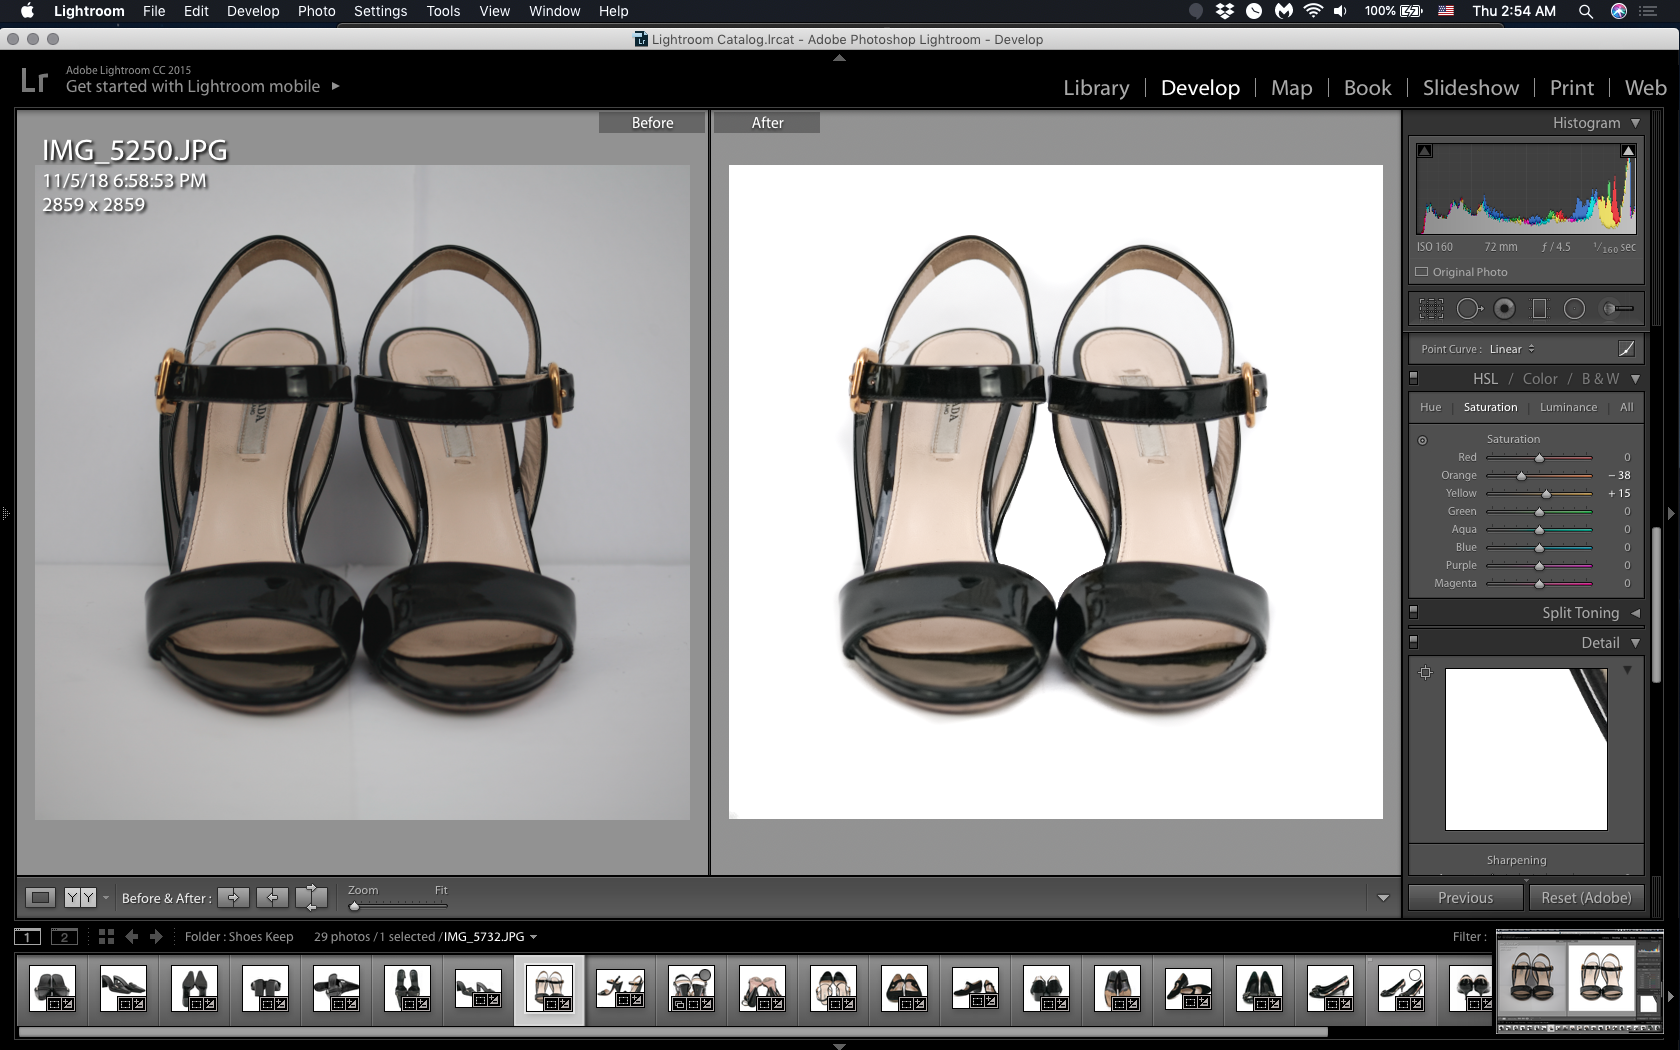 Lightroom File Edit Develop Photo Settings Tools View Window Help 100% Thu 2:54 AM
Lightroom Catalog.lrcat - Adobe Photoshop Lightroom - Develop
Lr
Adobe Lightroom CC 2015
Get started with Lightroom mobile
Library | Develop | Map | Book | Slideshow | Print | Web
Before
After
IMG_5250.JPG
11/5/18 6:58:53 PM
2859 x 2859
Histogram
ISO 160 72 mm ƒ / 4.5 1/160 sec
Original Photo
Point Curve : Linear
HSL / Color / B & W
Hue | Saturation | Luminance | All
Saturation
Red 0
Orange – 38
Yellow + 15
Green 0
Aqua 0
Blue 0
Purple 0
Magenta 0
Split Toning
Detail
Sharpening
Previous
Reset (Adobe)
Y Y Before & After :
Zoom Fit
1 2 Folder : Shoes Keep 29 photos / 1 selected / IMG_5732.JPG
Filter :